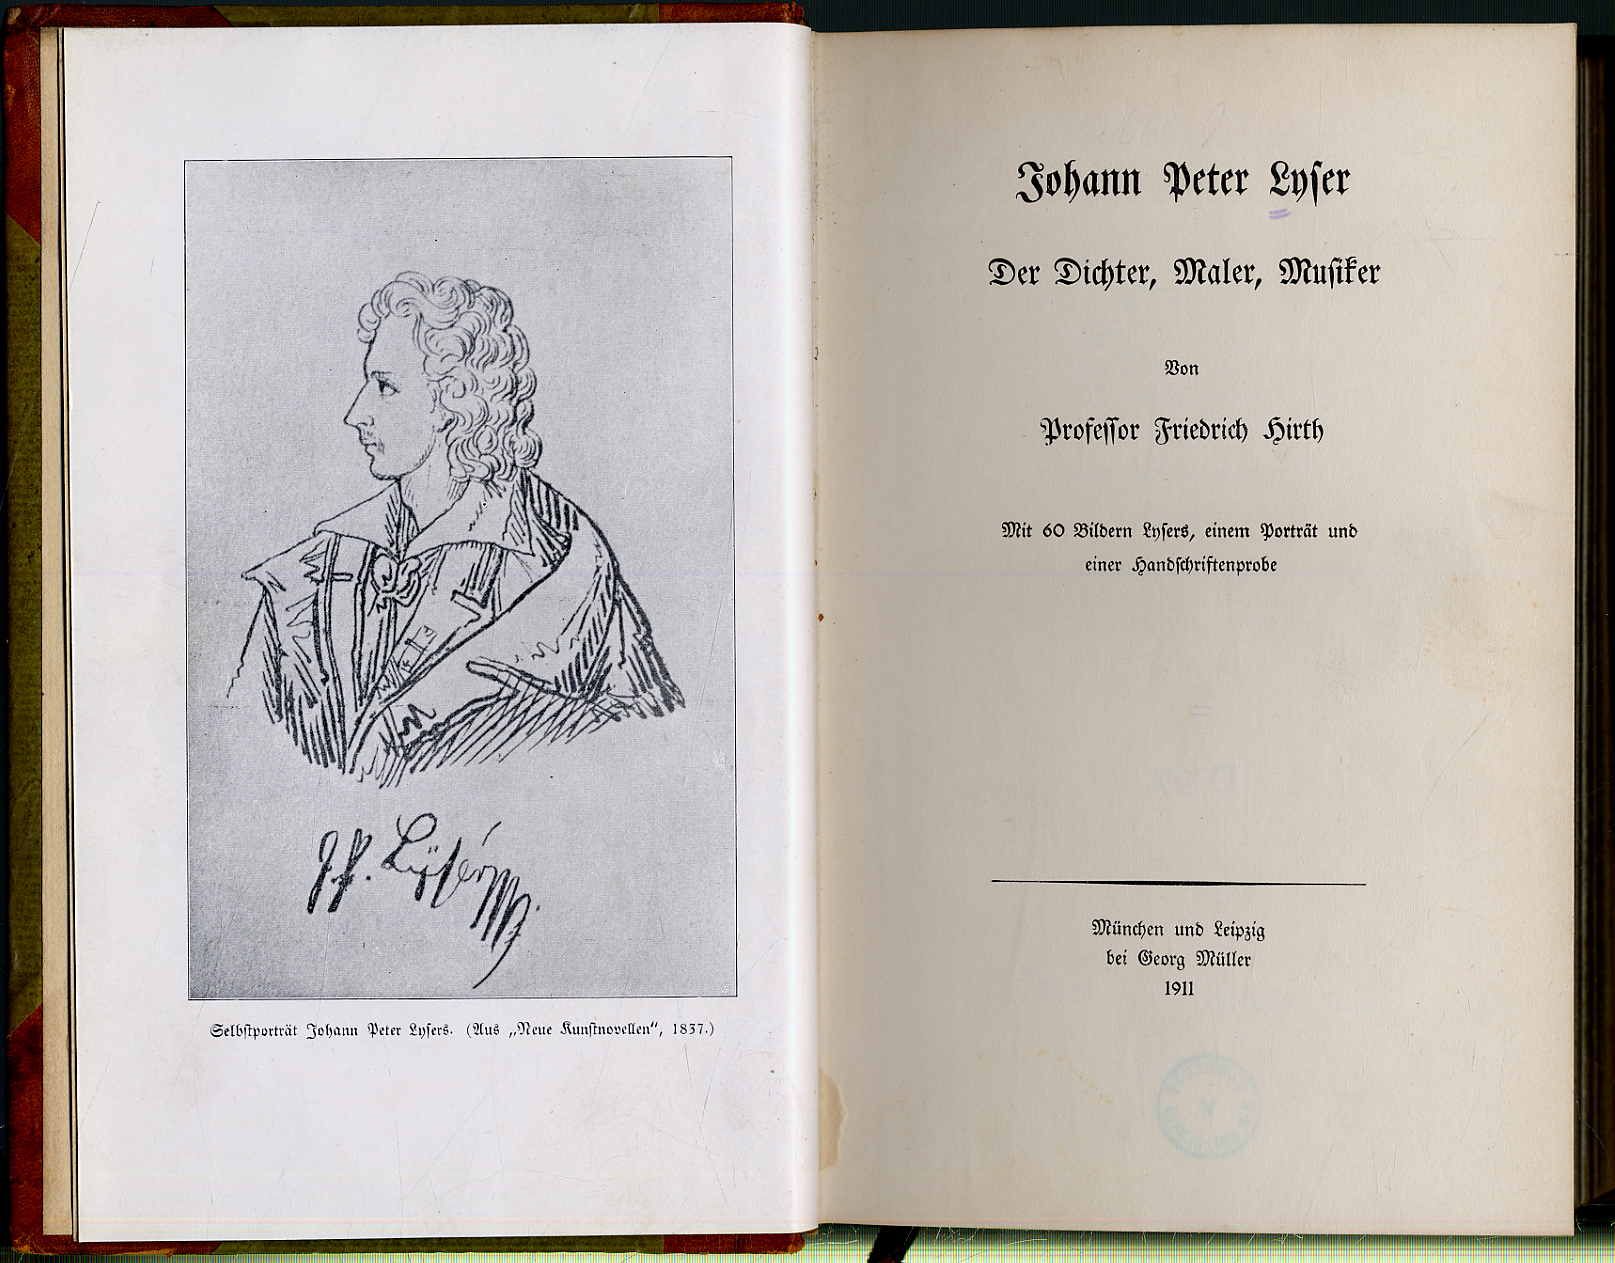 J. P. Lyser
Selbstporträt Johann Peter Lysers. (Aus „Neue Kunstnovellen“, 1837.)
Johann Peter Lyser
Der Dichter, Maler, Musiker
Von
Professor Friedrich Hirth
Mit 60 Bildern Lysers, einem Porträt und
einer Handschriftenprobe
München und Leipzig
bei Georg Müller
1911